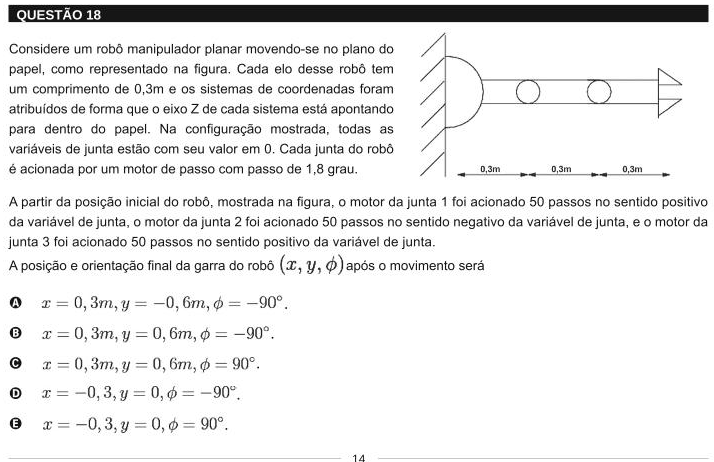 QUESTÃO 18
Considere um robô manipulador planar movendo-se no plano do
papel, como representado na figura. Cada elo desse robô tem
um comprimento de 0,3m e os sistemas de coordenadas foram
atribuídos de forma que o eixo Z de cada sistema está apontando
para dentro do papel. Na configuração mostrada, todas as
variáveis de junta estão com seu valor em 0. Cada junta do robô
é acionada por um motor de passo com passo de 1,8 grau.
0,3m 0,3m 0,3m
A partir da posição inicial do robô, mostrada na figura, o motor da junta 1 foi acionado 50 passos no sentido positivo
da variável de junta, o motor da junta 2 foi acionado 50 passos no sentido negativo da variável de junta, e o motor da
junta 3 foi acionado 50 passos no sentido positivo da variável de junta.
A posição e orientação final da garra do robô (x, y, ϕ) após o movimento será
A x = 0, 3m, y = −0, 6m, ϕ = −90°.
B x = 0, 3m, y = 0, 6m, ϕ = −90°.
C x = 0, 3m, y = 0, 6m, ϕ = 90°.
D x = −0, 3, y = 0, ϕ = −90°.
E x = −0, 3, y = 0, ϕ = 90°.
14